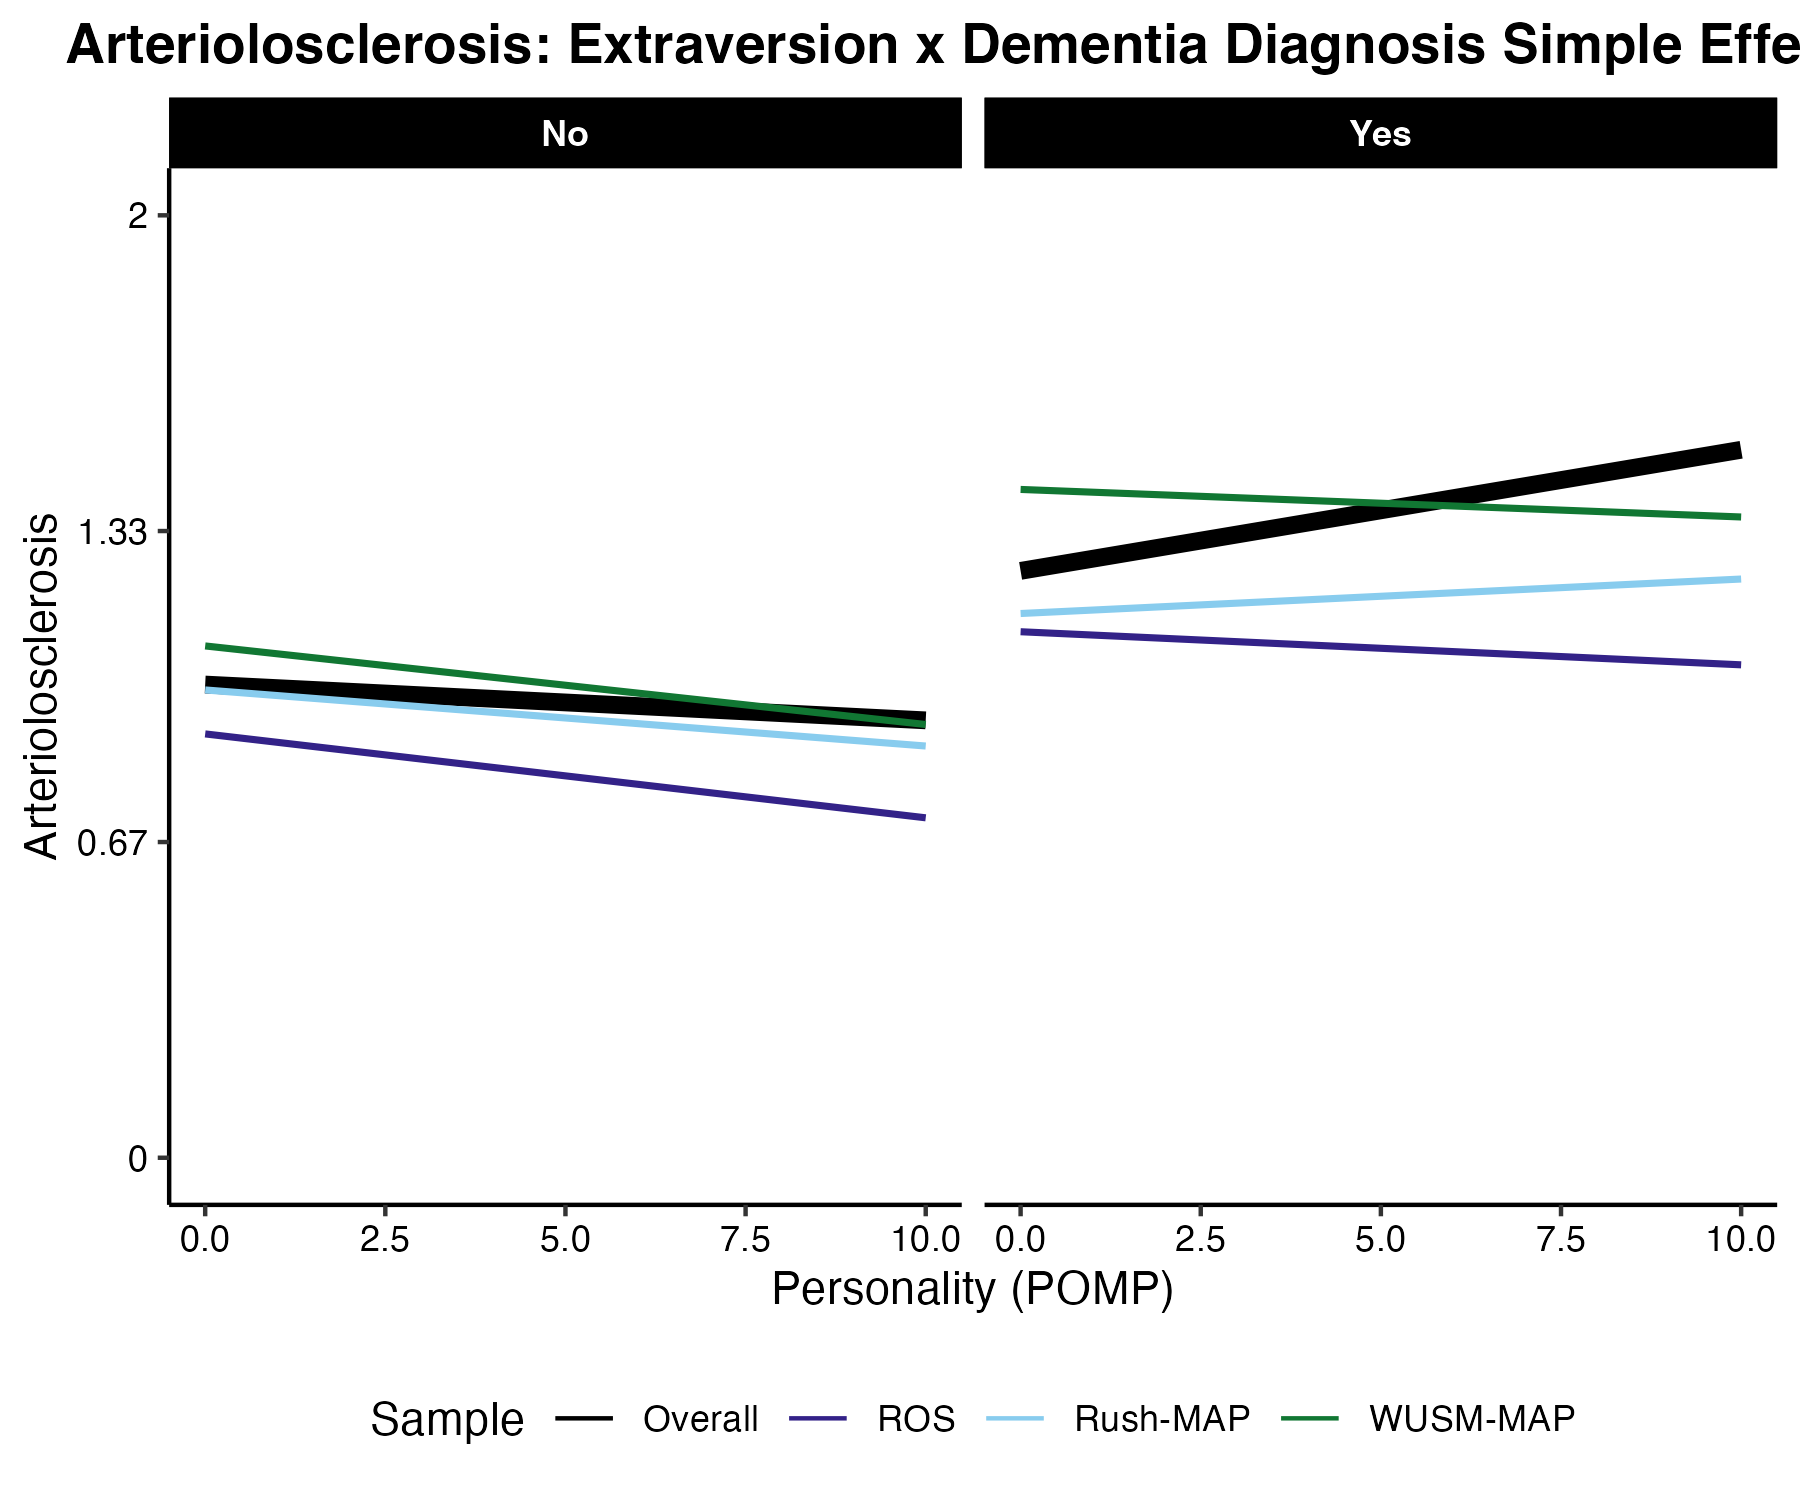 Arteriolosclerosis: Extraversion x Dementia Diagnosis Simple Effe
No Yes
2
1.33
0.67
0
Arteriolosclerosis
0.0 2.5 5.0 7.5 10.0 0.0 2.5 5.0 7.5 10.0
Personality (POMP)
Sample Overall ROS Rush-MAP WUSM-MAP